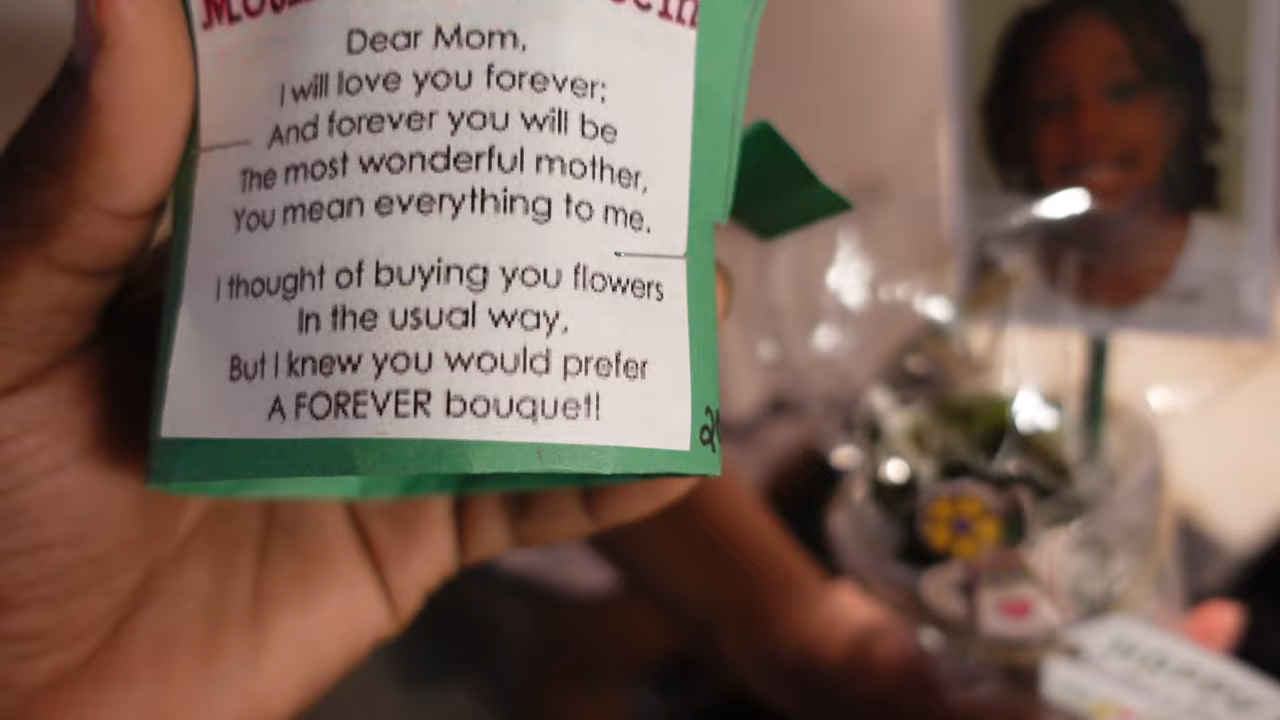 Dear Mom,
I will love you forever;
And forever you will be
The most wonderful mother,
You mean everything to me.
I thought of buying you flowers
In the usual way,
But I knew you would prefer
A FOREVER bouquet!